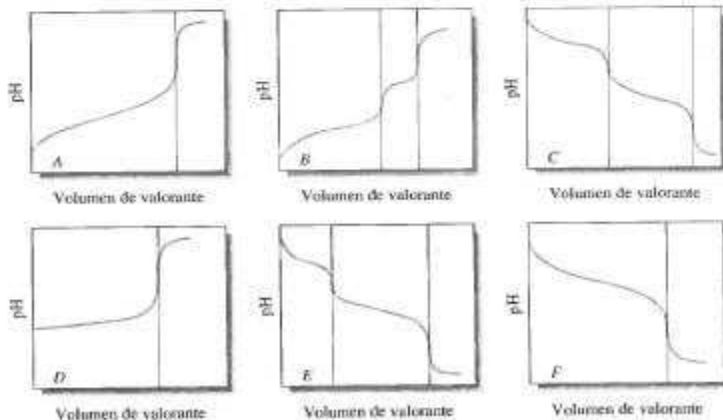 pH
A
Volumen de valorante
pH
B
Volumen de valorante
pH
C
Volumen de valorante
pH
D
Volumen de valorante
pH
E
Volumen de valorante
pH
F
Volumen de valorante